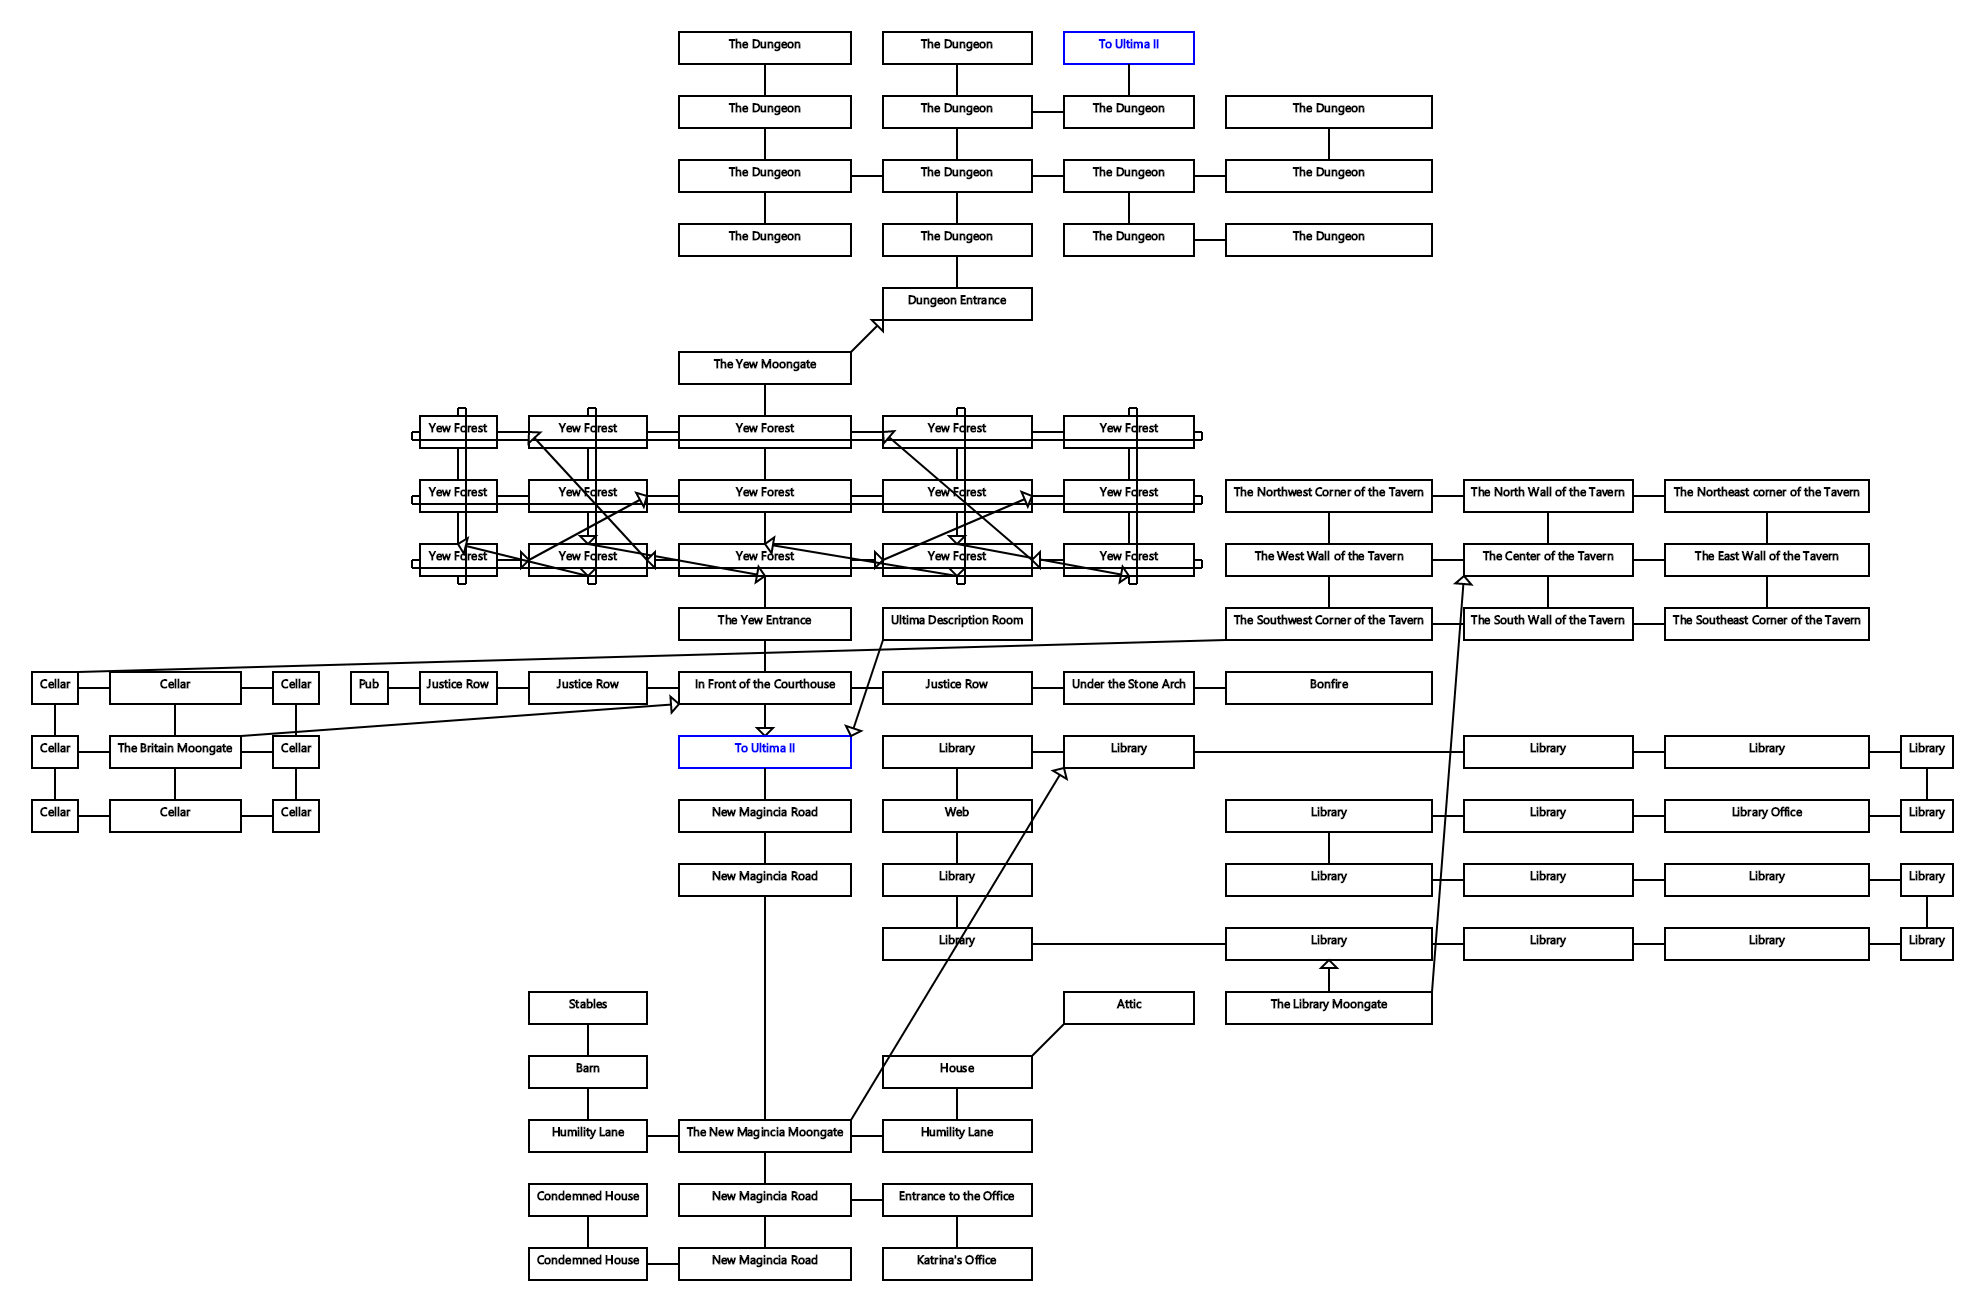 The Dungeon
The Dungeon
To Ultima II
The Dungeon
The Dungeon
The Dungeon
The Dungeon
The Dungeon
The Dungeon
The Dungeon
The Dungeon
The Dungeon
The Dungeon
The Dungeon
The Dungeon
Dungeon Entrance
The Yew Moongate
Yew Forest
Yew Forest
Yew Forest
Yew Forest
Yew Forest
Yew Forest
Yew Forest
Yew Forest
Yew Forest
Yew Forest
The Northwest Corner of the Tavern
The North Wall of the Tavern
The Northeast corner of the Tavern
Yew Forest
Yew Forest
Yew Forest
Yew Forest
Yew Forest
The West Wall of the Tavern
The Center of the Tavern
The East Wall of the Tavern
The Yew Entrance
Ultima Description Room
The Southwest Corner of the Tavern
The South Wall of the Tavern
The Southeast Corner of the Tavern
Cellar
Cellar
Cellar
Pub
Justice Row
Justice Row
In Front of the Courthouse
Justice Row
Under the Stone Arch
Bonfire
Cellar
The Britain Moongate
Cellar
To Ultima II
Library
Library
Library
Library
Library
Cellar
Cellar
Cellar
New Magincia Road
Web
Library
Library
Library Office
Library
New Magincia Road
Library
Library
Library
Library
Library
Library
Library
Library
Library
Library
Stables
Attic
The Library Moongate
Barn
House
Humility Lane
The New Magincia Moongate
Humility Lane
Condemned House
New Magincia Road
Entrance to the Office
Condemned House
New Magincia Road
Katrina's Office